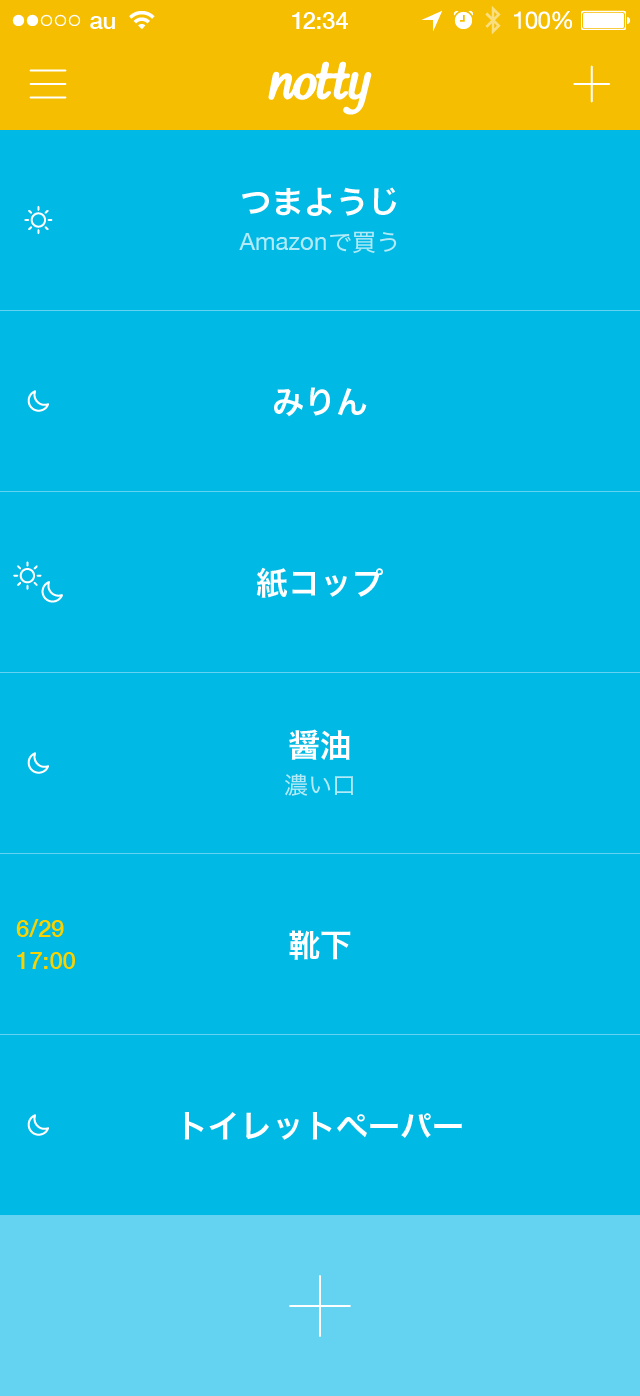 au 12:34 100%
notty
つまようじ
Amazonで買う
みりん
紙コップ
醤油
濃い口
6/29
17:00
靴下
トイレットペーパー